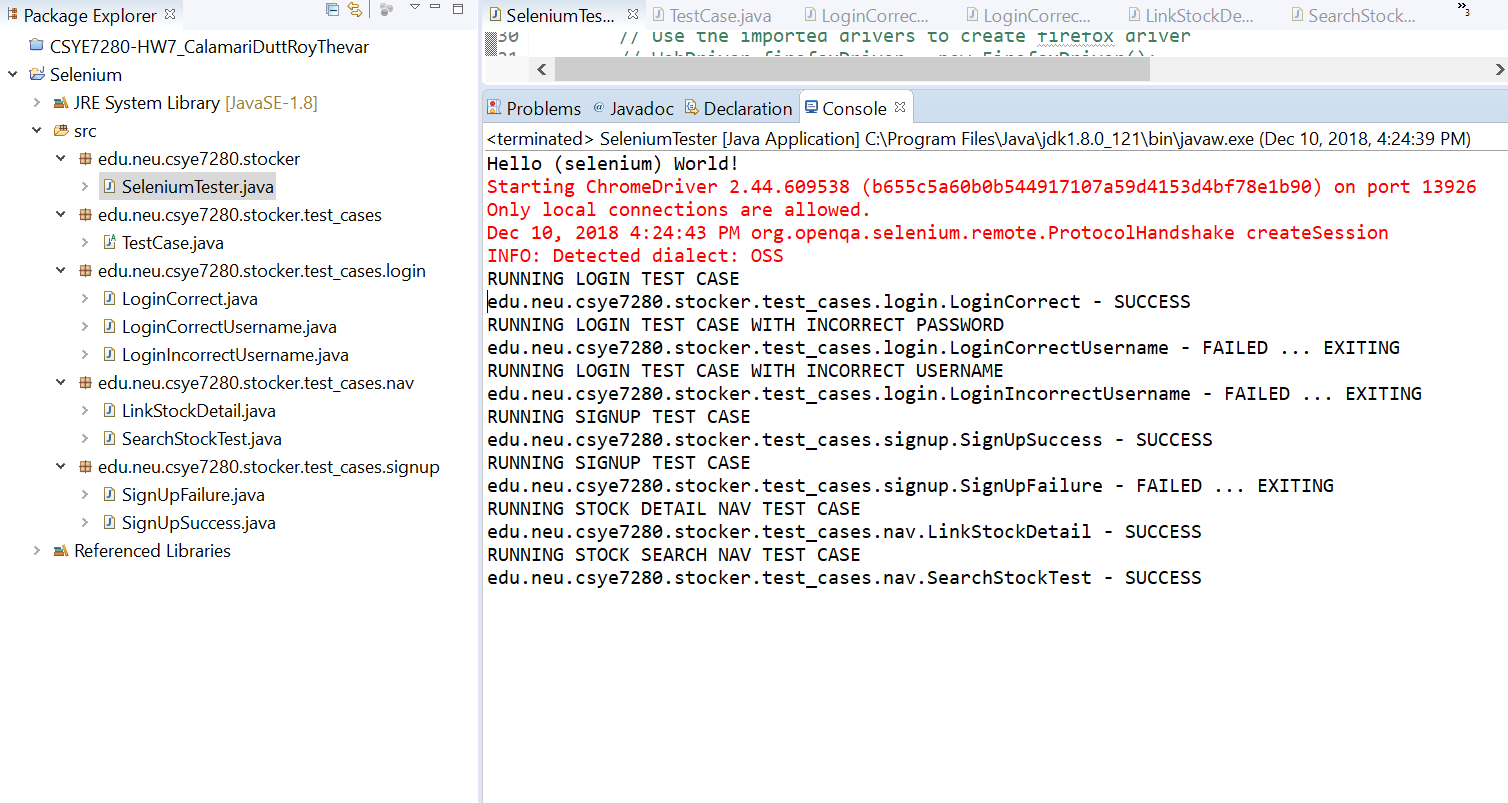 Package Explorer
CSYE7280-HW7_CalamariDuttRoyThevar
Selenium
JRE System Library [JavaSE-1.8]
src
edu.neu.csye7280.stocker
SeleniumTester.java
edu.neu.csye7280.stocker.test_cases
TestCase.java
edu.neu.csye7280.stocker.test_cases.login
LoginCorrect.java
LoginCorrectUsername.java
LoginIncorrectUsername.java
edu.neu.csye7280.stocker.test_cases.nav
LinkStockDetail.java
SearchStockTest.java
edu.neu.csye7280.stocker.test_cases.signup
SignUpFailure.java
SignUpSuccess.java
Referenced Libraries
SeleniumTes... TestCase.java LoginCorrec... LoginCorrec... LinkStockDe... SearchStock... »3
30 // Use the imported drivers to create firefox driver
31 // WebDriver firefoxDriver = new FirefoxDriver();
Problems @ Javadoc Declaration Console
<terminated> SeleniumTester [Java Application] C:\Program Files\Java\jdk1.8.0_121\bin\javaw.exe (Dec 10, 2018, 4:24:39 PM)
Hello (selenium) World!
Starting ChromeDriver 2.44.609538 (b655c5a60b0b544917107a59d4153d4bf78e1b90) on port 13926
Only local connections are allowed.
Dec 10, 2018 4:24:43 PM org.openqa.selenium.remote.ProtocolHandshake createSession
INFO: Detected dialect: OSS
RUNNING LOGIN TEST CASE
edu.neu.csye7280.stocker.test_cases.login.LoginCorrect - SUCCESS
RUNNING LOGIN TEST CASE WITH INCORRECT PASSWORD
edu.neu.csye7280.stocker.test_cases.login.LoginCorrectUsername - FAILED ... EXITING
RUNNING LOGIN TEST CASE WITH INCORRECT USERNAME
edu.neu.csye7280.stocker.test_cases.login.LoginIncorrectUsername - FAILED ... EXITING
RUNNING SIGNUP TEST CASE
edu.neu.csye7280.stocker.test_cases.signup.SignUpSuccess - SUCCESS
RUNNING SIGNUP TEST CASE
edu.neu.csye7280.stocker.test_cases.signup.SignUpFailure - FAILED ... EXITING
RUNNING STOCK DETAIL NAV TEST CASE
edu.neu.csye7280.stocker.test_cases.nav.LinkStockDetail - SUCCESS
RUNNING STOCK SEARCH NAV TEST CASE
edu.neu.csye7280.stocker.test_cases.nav.SearchStockTest - SUCCESS